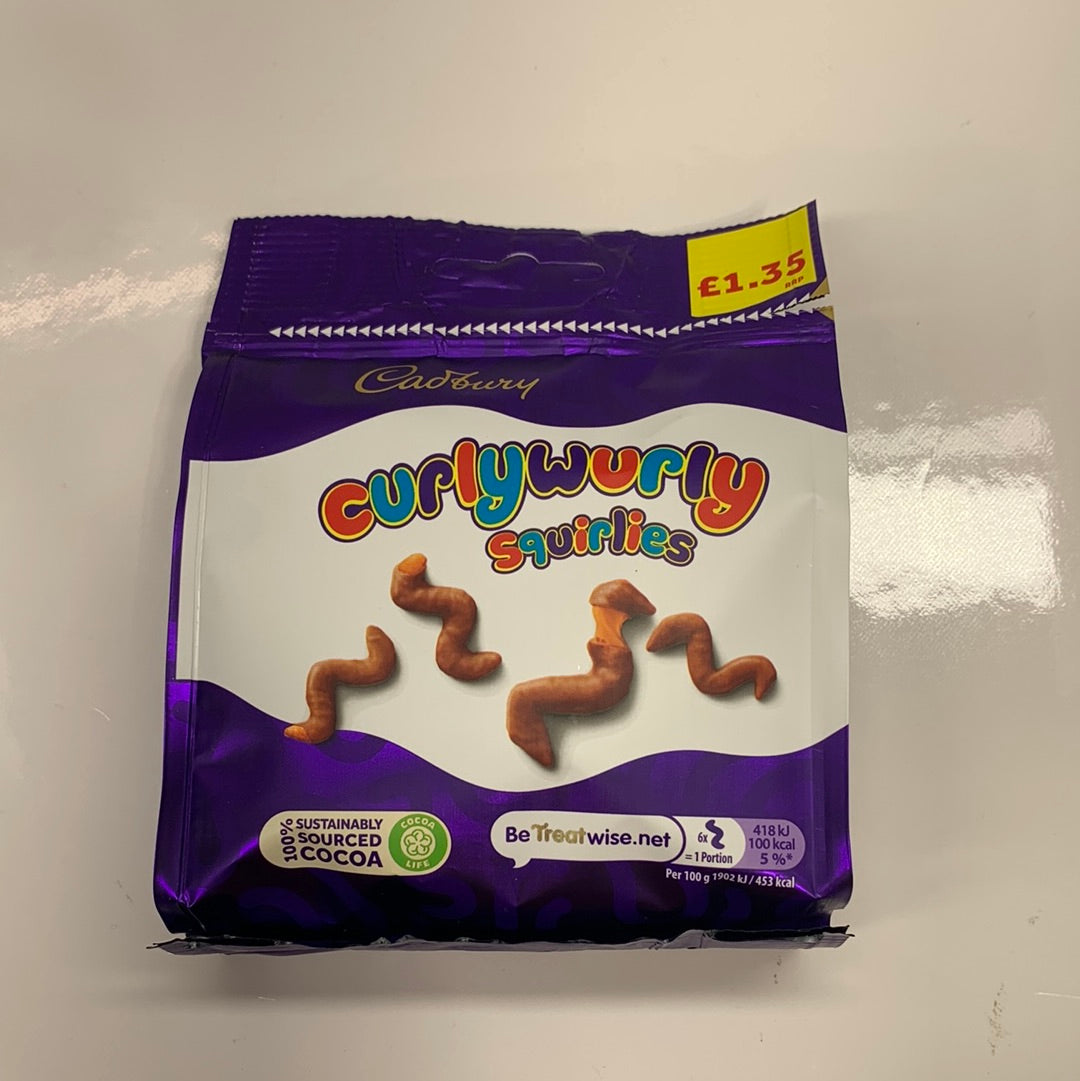 £1.35
RRP
Cadbury
curlywurly
squirlies
100%
SUSTAINABLY
SOURCED
COCOA
COCOA
LIFE
Be Treatwise.net
6x
= 1 Portion
418 kJ
100 kcal
5 %*
Per 100 g 1902 kJ / 453 kcal